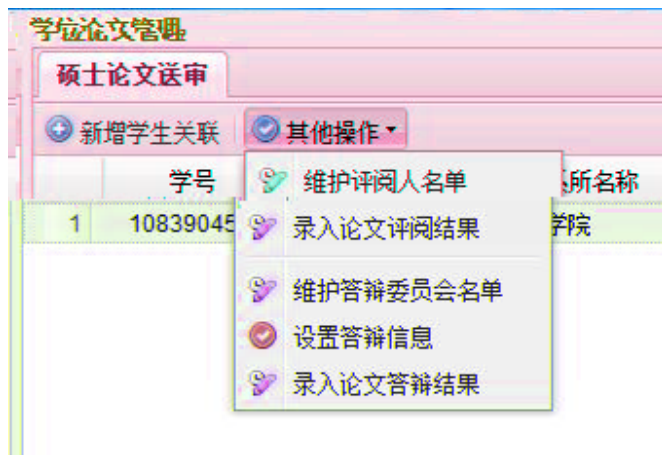 学位论文管理
硕士论文送审
新增学生关联 其他操作
学号 所名称
1 10839045 学院
维护评阅人名单
录入论文评阅结果
维护答辩委员会名单
设置答辩信息
录入论文答辩结果